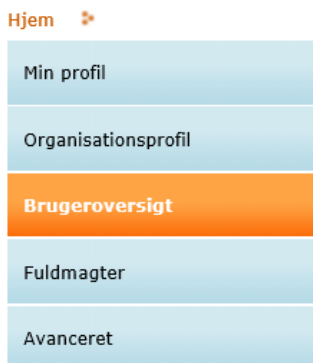 Hjem
Min profil
Organisationsprofil
Brugeroversigt
Fuldmagter
Avanceret